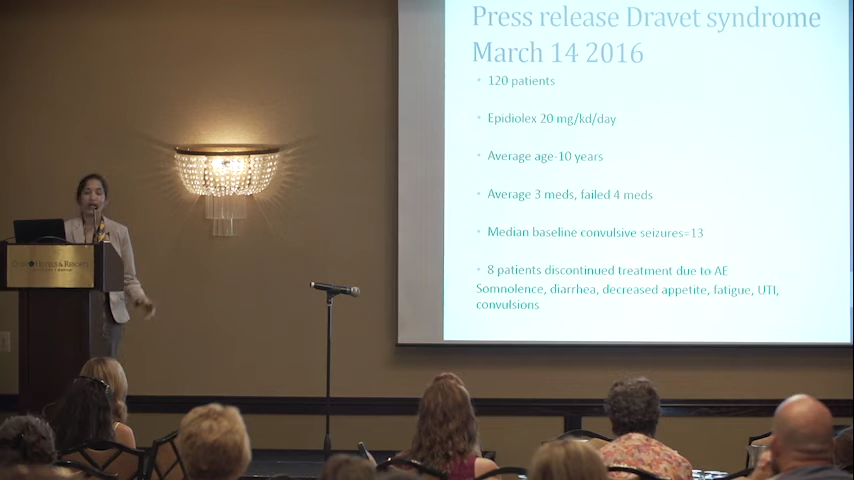 Press release Dravet syndrome
March 14 2016
• 120 patients
• Epidiolex 20 mg/kd/day
• Average age-10 years
• Average 3 meds, failed 4 meds
• Median baseline convulsive seizures=13
• 8 patients discontinued treatment due to AE
Somnolence, diarrhea, decreased appetite, fatigue, UTI,
convulsions